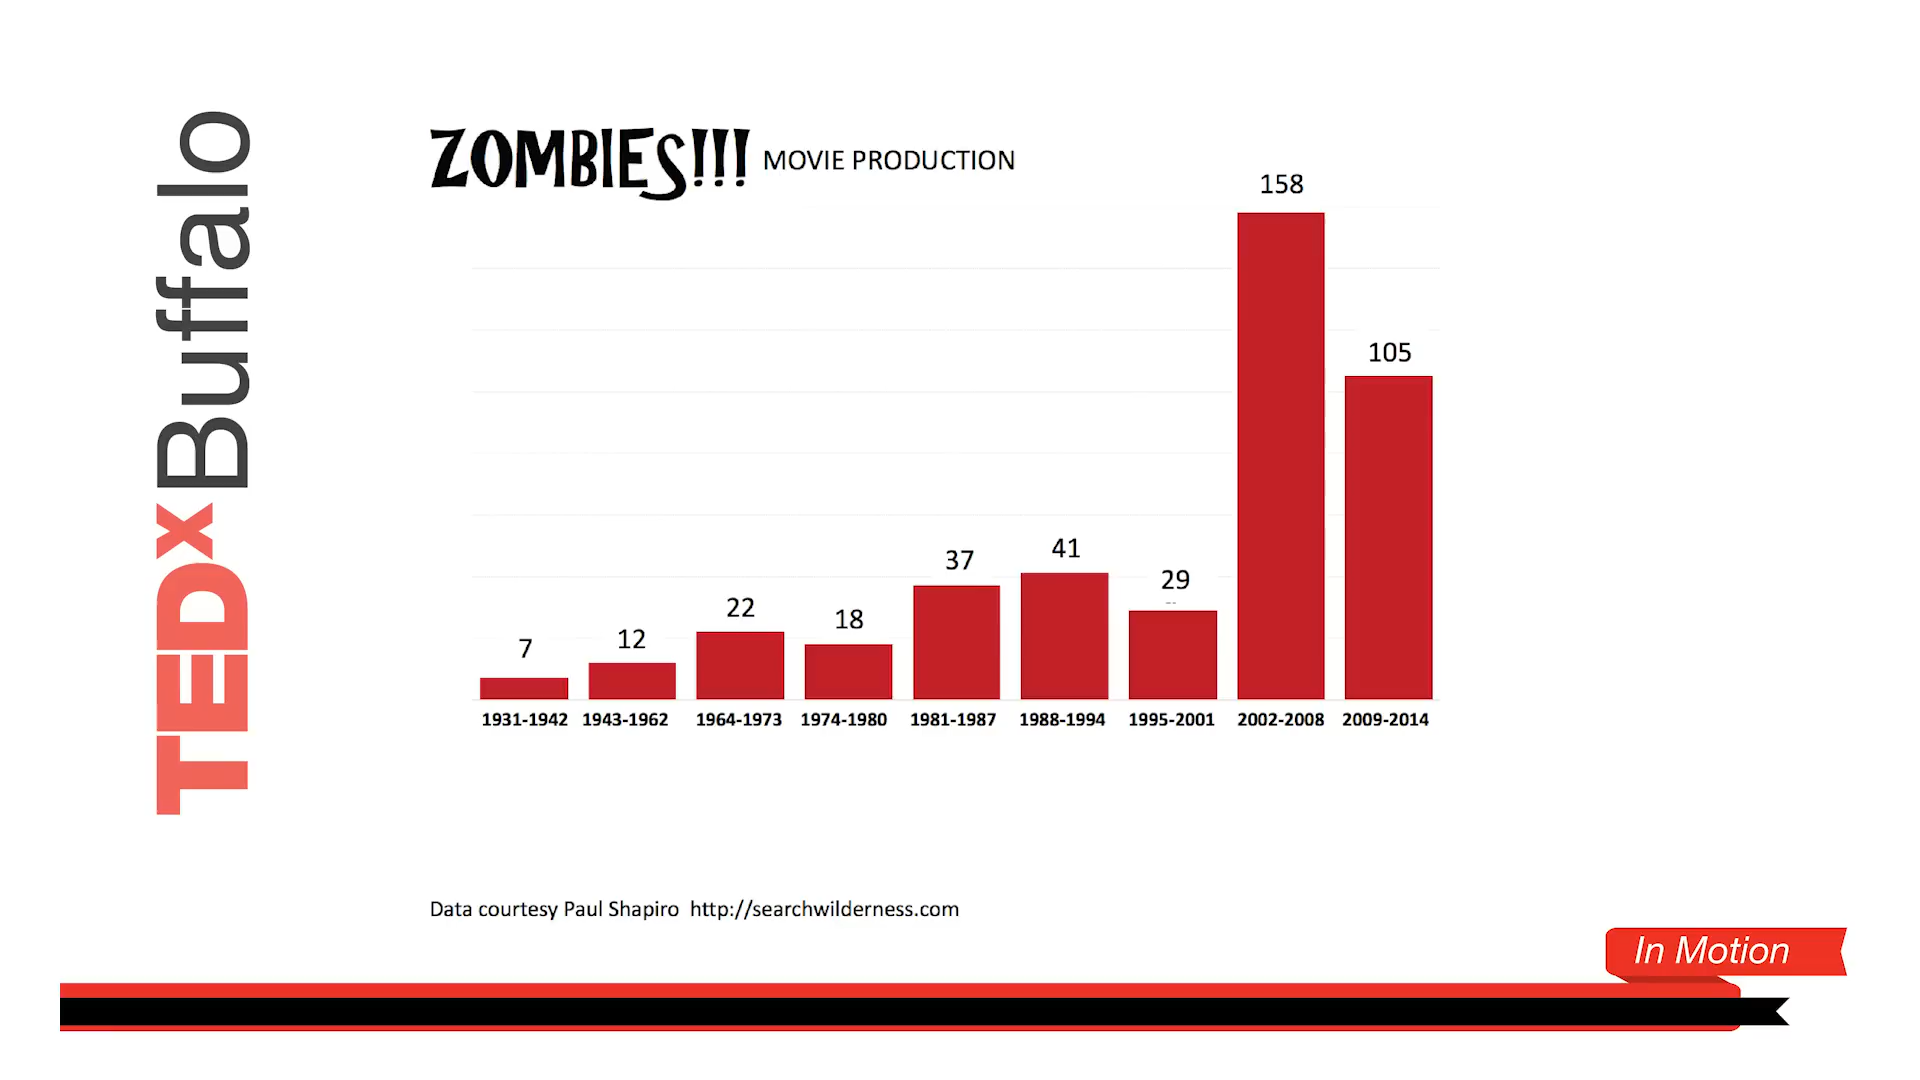 TEDxBuffalo
ZOMBIES!!! MOVIE PRODUCTION
158
105
41
37
29
22
18
12
7
1931-1942 1943-1962 1964-1973 1974-1980 1981-1987 1988-1994 1995-2001 2002-2008 2009-2014
Data courtesy Paul Shapiro http://searchwilderness.com
In Motion